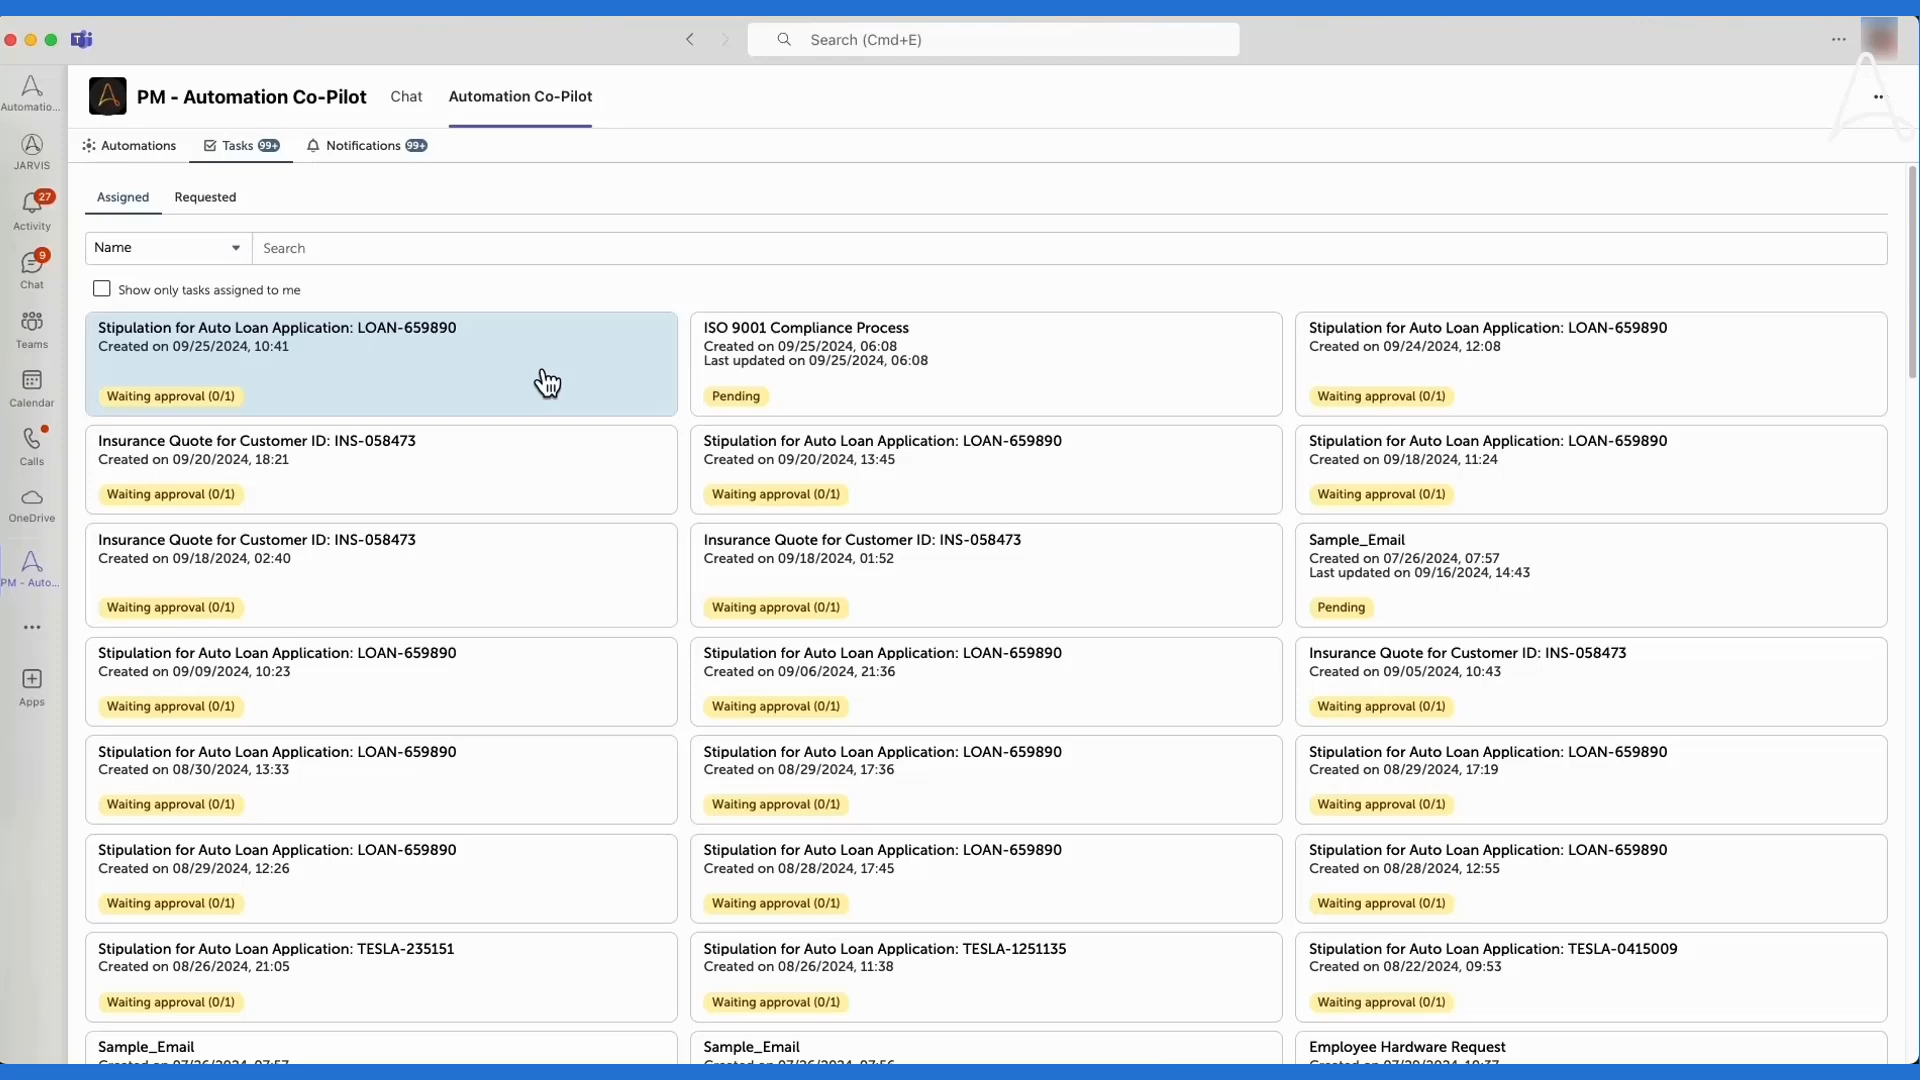 Search (Cmd+E)
PM - Automation Co-Pilot
Chat
Automation Co-Pilot
Automatio...
JARVIS
27
Activity
9
Chat
Teams
Calendar
Calls
OneDrive
PM - Auto...
Apps
Automations
Tasks 99+
Notifications 99+
Assigned
Requested
Name
Search
Show only tasks assigned to me
Stipulation for Auto Loan Application: LOAN-659890
Created on 09/25/2024, 10:41
Waiting approval (0/1)
ISO 9001 Compliance Process
Created on 09/25/2024, 06:08
Last updated on 09/25/2024, 06:08
Pending
Stipulation for Auto Loan Application: LOAN-659890
Created on 09/24/2024, 12:08
Waiting approval (0/1)
Insurance Quote for Customer ID: INS-058473
Created on 09/20/2024, 18:21
Waiting approval (0/1)
Stipulation for Auto Loan Application: LOAN-659890
Created on 09/20/2024, 13:45
Waiting approval (0/1)
Stipulation for Auto Loan Application: LOAN-659890
Created on 09/18/2024, 11:24
Waiting approval (0/1)
Insurance Quote for Customer ID: INS-058473
Created on 09/18/2024, 02:40
Waiting approval (0/1)
Insurance Quote for Customer ID: INS-058473
Created on 09/18/2024, 01:52
Waiting approval (0/1)
Sample_Email
Created on 07/26/2024, 07:57
Last updated on 09/16/2024, 14:43
Pending
Stipulation for Auto Loan Application: LOAN-659890
Created on 09/09/2024, 10:23
Waiting approval (0/1)
Stipulation for Auto Loan Application: LOAN-659890
Created on 09/06/2024, 21:36
Waiting approval (0/1)
Insurance Quote for Customer ID: INS-058473
Created on 09/05/2024, 10:43
Waiting approval (0/1)
Stipulation for Auto Loan Application: LOAN-659890
Created on 08/30/2024, 13:33
Waiting approval (0/1)
Stipulation for Auto Loan Application: LOAN-659890
Created on 08/29/2024, 17:36
Waiting approval (0/1)
Stipulation for Auto Loan Application: LOAN-659890
Created on 08/29/2024, 17:19
Waiting approval (0/1)
Stipulation for Auto Loan Application: LOAN-659890
Created on 08/29/2024, 12:26
Waiting approval (0/1)
Stipulation for Auto Loan Application: LOAN-659890
Created on 08/28/2024, 17:45
Waiting approval (0/1)
Stipulation for Auto Loan Application: LOAN-659890
Created on 08/28/2024, 12:55
Waiting approval (0/1)
Stipulation for Auto Loan Application: TESLA-235151
Created on 08/26/2024, 21:05
Waiting approval (0/1)
Stipulation for Auto Loan Application: TESLA-1251135
Created on 08/26/2024, 11:38
Waiting approval (0/1)
Stipulation for Auto Loan Application: TESLA-0415009
Created on 08/22/2024, 09:53
Waiting approval (0/1)
Sample_Email
Sample_Email
Employee Hardware Request